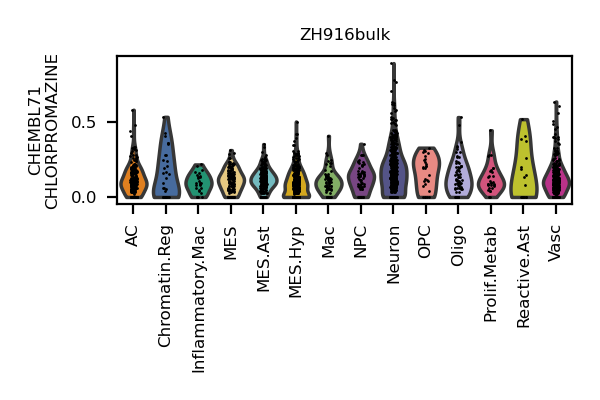 ZH916bulk
CHEMBL71
CHLORPROMAZINE
0.5
0.0
AC
Chromatin.Reg
Inflammatory.Mac
MES
MES.Ast
MES.Hyp
Mac
NPC
Neuron
OPC
Oligo
Prolif.Metab
Reactive.Ast
Vasc